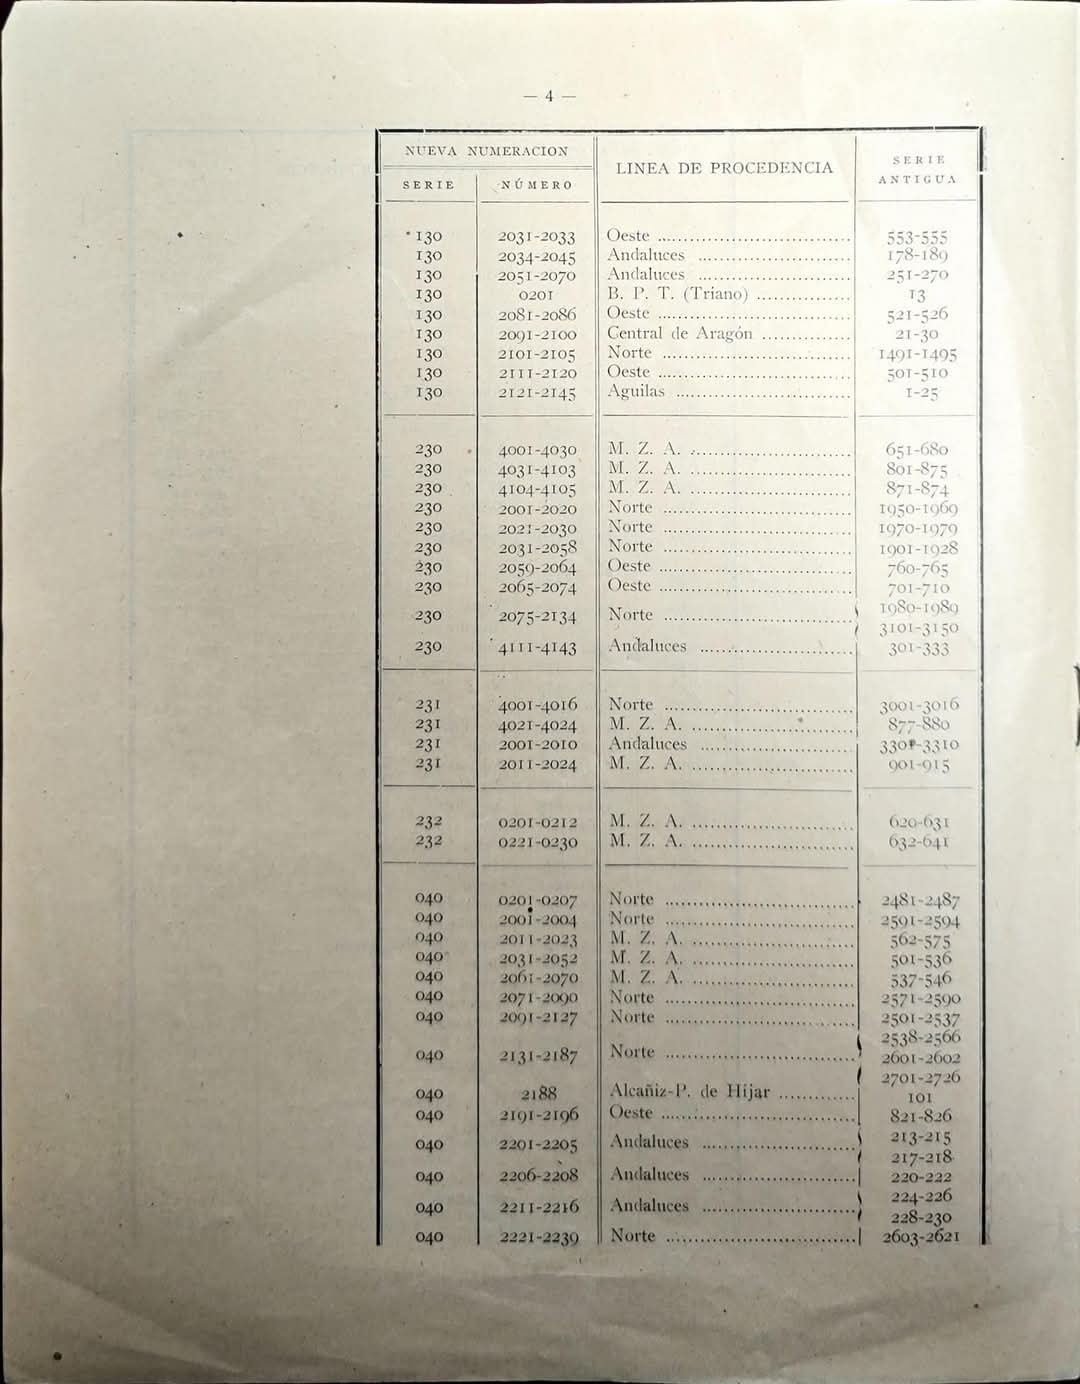 — 4 —
NUEVA NUMERACION LINEA DE PROCEDENCIA SERIE ANTIGUA
SERIE NÚMERO
130 2031-2033 Oeste 553-555
130 2034-2045 Andaluces 178-189
130 2051-2070 Andaluces 251-270
130 0201 B. P. T. (Triano) 13
130 2081-2086 Oeste 521-526
130 2091-2100 Central de Aragón 21-30
130 2101-2105 Norte 1491-1495
130 2111-2120 Oeste 501-510
130 2121-2145 Aguilas 1-25
230 4001-4030 M. Z. A. 651-680
230 4031-4103 M. Z. A. 801-875
230 4104-4105 M. Z. A. 871-874
230 2001-2020 Norte 1950-1969
230 2021-2030 Norte 1970-1979
230 2031-2058 Norte 1901-1928
230 2059-2064 Oeste 760-765
230 2065-2074 Oeste 701-710
230 2075-2134 Norte 1980-1989
3101-3150
230 4111-4143 Andaluces 301-333
231 4001-4016 Norte 3001-3016
231 4021-4024 M. Z. A. 877-880
231 2001-2010 Andaluces 3301-3310
231 2011-2024 M. Z. A. 901-915
232 0201-0212 M. Z. A. 620-631
232 0221-0230 M. Z. A. 632-641
040 0201-0207 Norte 2481-2487
040 2001-2004 Norte 2591-2594
040 2011-2023 M. Z. A. 562-575
040 2031-2052 M. Z. A. 501-536
040 2061-2070 M. Z. A. 537-546
040 2071-2090 Norte 2571-2590
040 2091-2127 Norte 2501-2537
2538-2566
040 2131-2187 Norte 2601-2602
2701-2726
040 2188 Alcañiz-P. de Híjar 101
040 2191-2196 Oeste 821-826
040 2201-2205 Andaluces 213-215
217-218
040 2206-2208 Andaluces 220-222
040 2211-2216 Andaluces 224-226
228-230
040 2221-2239 Norte 2603-2621